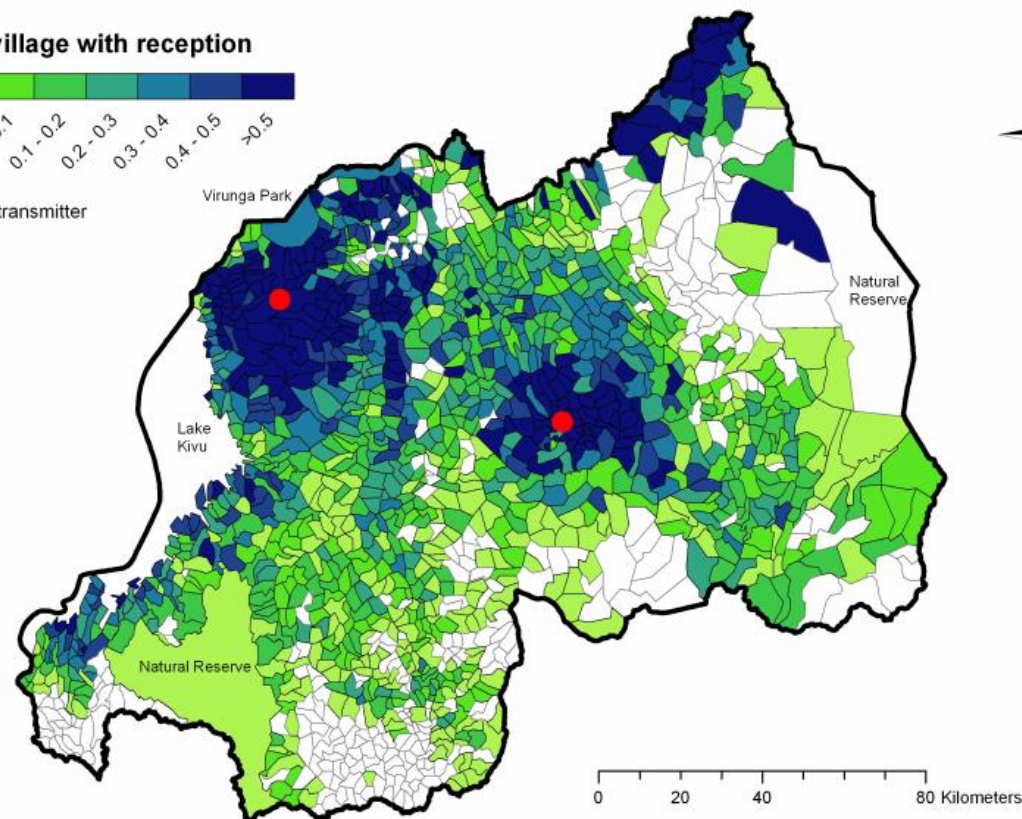 village with reception
0.1 - 0.2
0.2 - 0.3
0.3 - 0.4
0.4 - 0.5
>0.5
transmitter
Virunga Park
Natural
Reserve
Lake
Kivu
Natural Reserve
0 20 40 80 Kilometers